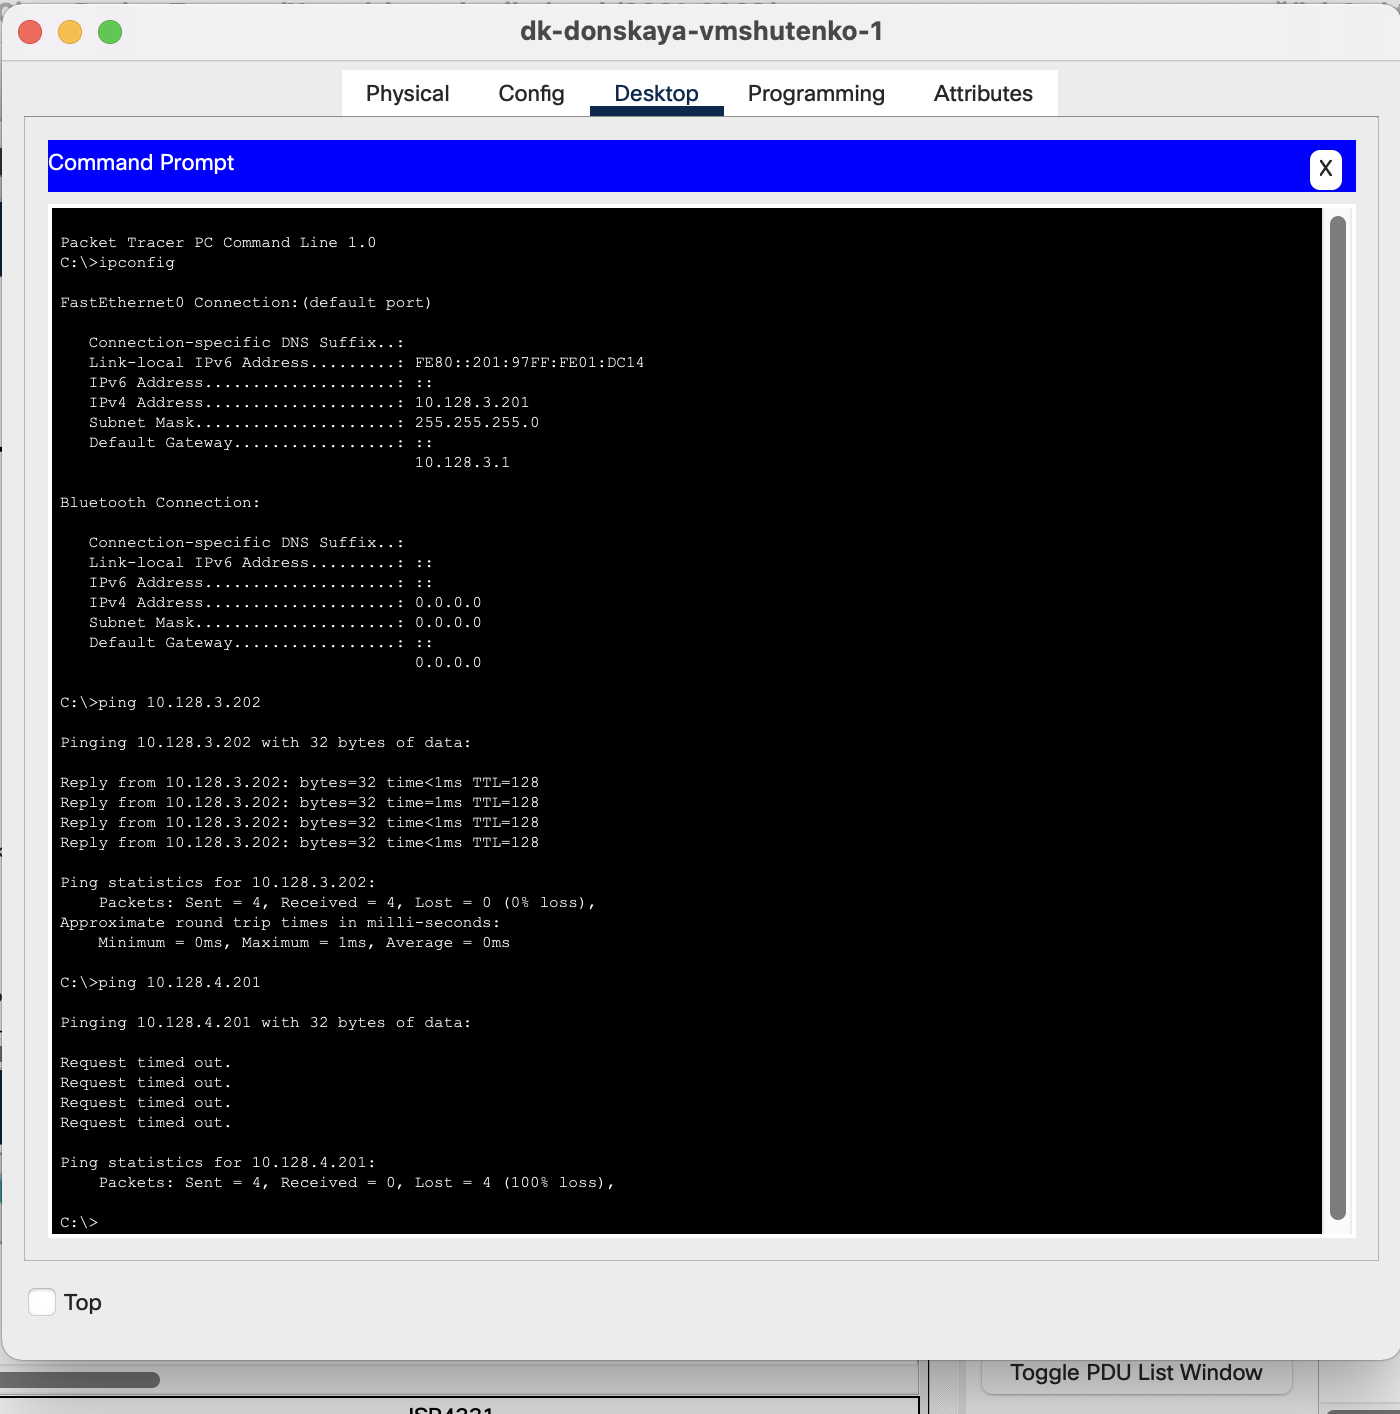 dk-donskaya-vmshutenko-1
Physical Config Desktop Programming Attributes
Command Prompt
X
Packet Tracer PC Command Line 1.0
C:\>ipconfig
FastEthernet0 Connection:(default port)
Connection-specific DNS Suffix..:
Link-local IPv6 Address.........: FE80::201:97FF:FE01:DC14
IPv6 Address....................: ::
IPv4 Address....................: 10.128.3.201
Subnet Mask.....................: 255.255.255.0
Default Gateway.................: ::
10.128.3.1
Bluetooth Connection:
Connection-specific DNS Suffix..:
Link-local IPv6 Address.........: ::
IPv6 Address....................: ::
IPv4 Address....................: 0.0.0.0
Subnet Mask.....................: 0.0.0.0
Default Gateway.................: ::
0.0.0.0
C:\>ping 10.128.3.202
Pinging 10.128.3.202 with 32 bytes of data:
Reply from 10.128.3.202: bytes=32 time<1ms TTL=128
Reply from 10.128.3.202: bytes=32 time=1ms TTL=128
Reply from 10.128.3.202: bytes=32 time<1ms TTL=128
Reply from 10.128.3.202: bytes=32 time<1ms TTL=128
Ping statistics for 10.128.3.202:
Packets: Sent = 4, Received = 4, Lost = 0 (0% loss),
Approximate round trip times in milli-seconds:
Minimum = 0ms, Maximum = 1ms, Average = 0ms
C:\>ping 10.128.4.201
Pinging 10.128.4.201 with 32 bytes of data:
Request timed out.
Request timed out.
Request timed out.
Request timed out.
Ping statistics for 10.128.4.201:
Packets: Sent = 4, Received = 0, Lost = 4 (100% loss),
C:\>
Top
Toggle PDU List Window